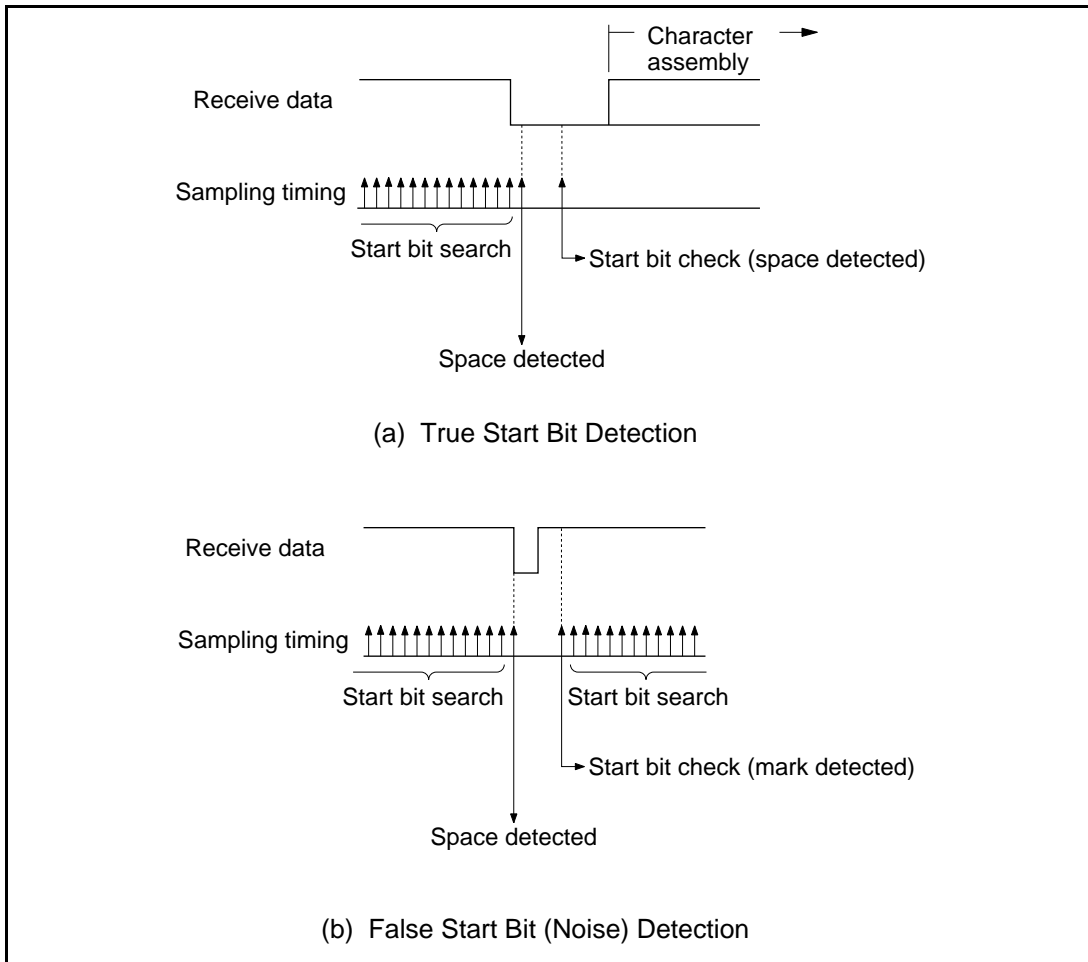 Character
assembly
Receive data
Sampling timing
Start bit search
Start bit check (space detected)
Space detected
(a) True Start Bit Detection
Receive data
Sampling timing
Start bit search
Start bit search
Start bit check (mark detected)
Space detected
(b) False Start Bit (Noise) Detection